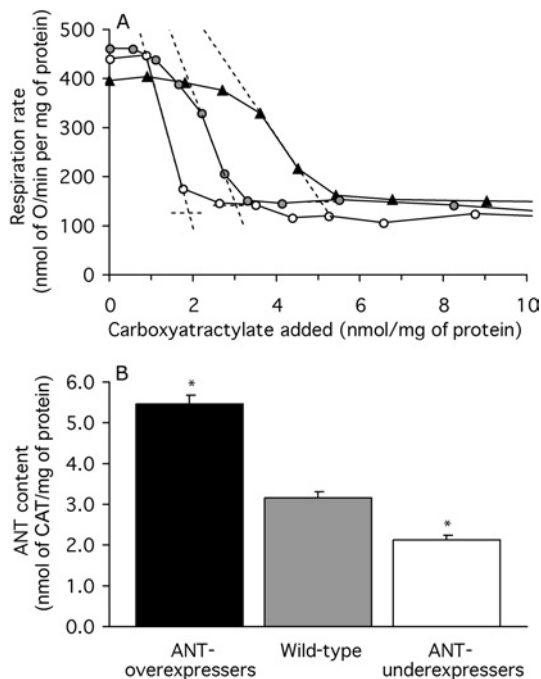 A
500
400
300
200
100
0
Respiration rate
(nmol of O/min per mg of protein)
0 2 4 6 8 10
Carboxyatractylate added (nmol/mg of protein)
B
6.0
5.0
4.0
3.0
2.0
1.0
0.0
ANT content
(nmol of CAT/mg of protein)
*
*
ANT-
overexpressers
Wild-type
ANT-
underexpressers